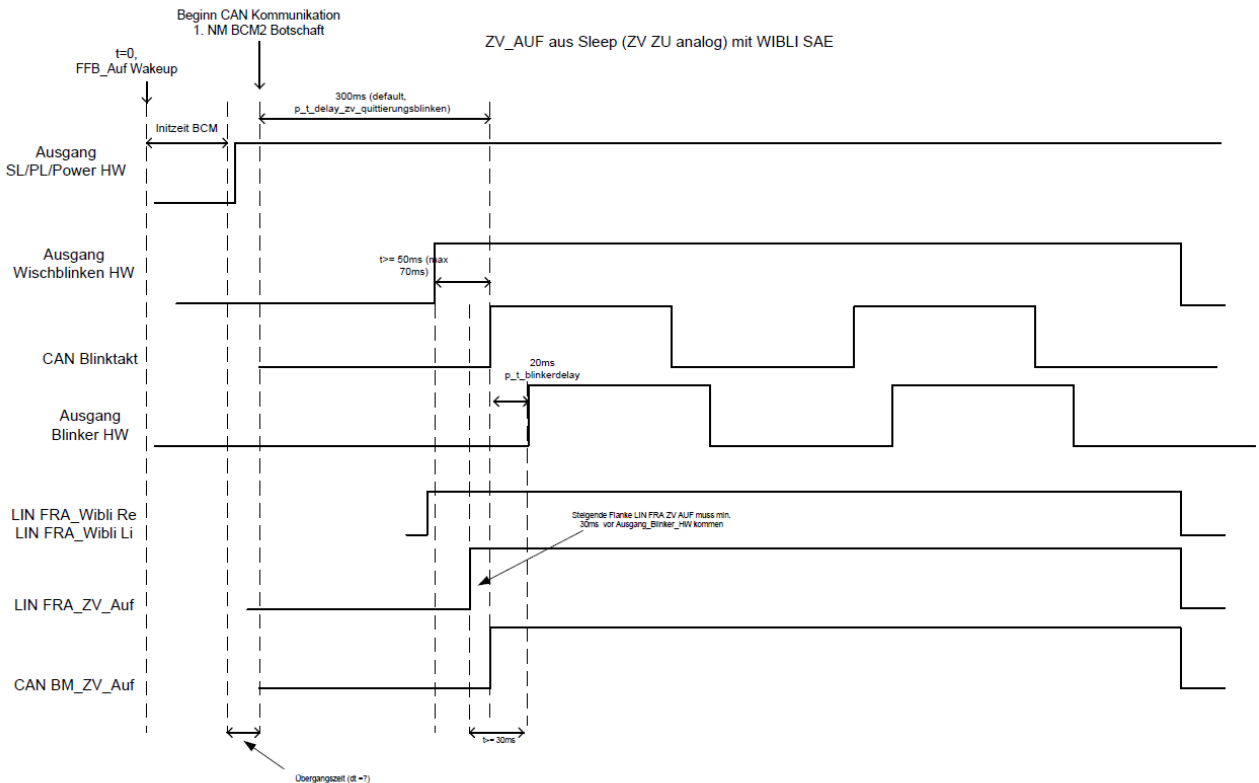 Beginn CAN Kommunikation
1. NM BCM2 Botschaft
ZV_AUF aus Sleep (ZV ZU analog) mit WIBLI SAE
t=0,
FFB_Auf Wakeup
300ms (default,
p_t_delay_zv_quittierungsblinken)
Initzeit BCM
Ausgang
SL/PL/Power HW
Ausgang
Wischblinken HW
t>= 50ms (max
70ms)
CAN Blinktakt
20ms
p_t_blinkerdelay
Ausgang
Blinker HW
LIN FRA_Wibli Re
LIN FRA_Wibli Li
Steigende Flanke LIN FRA ZV AUF muss min.
30ms vor Ausgang_Blinker_HW kommen
LIN FRA_ZV_Auf
CAN BM_ZV_Auf
t>= 30ms
Übergangszeit (dt =?)